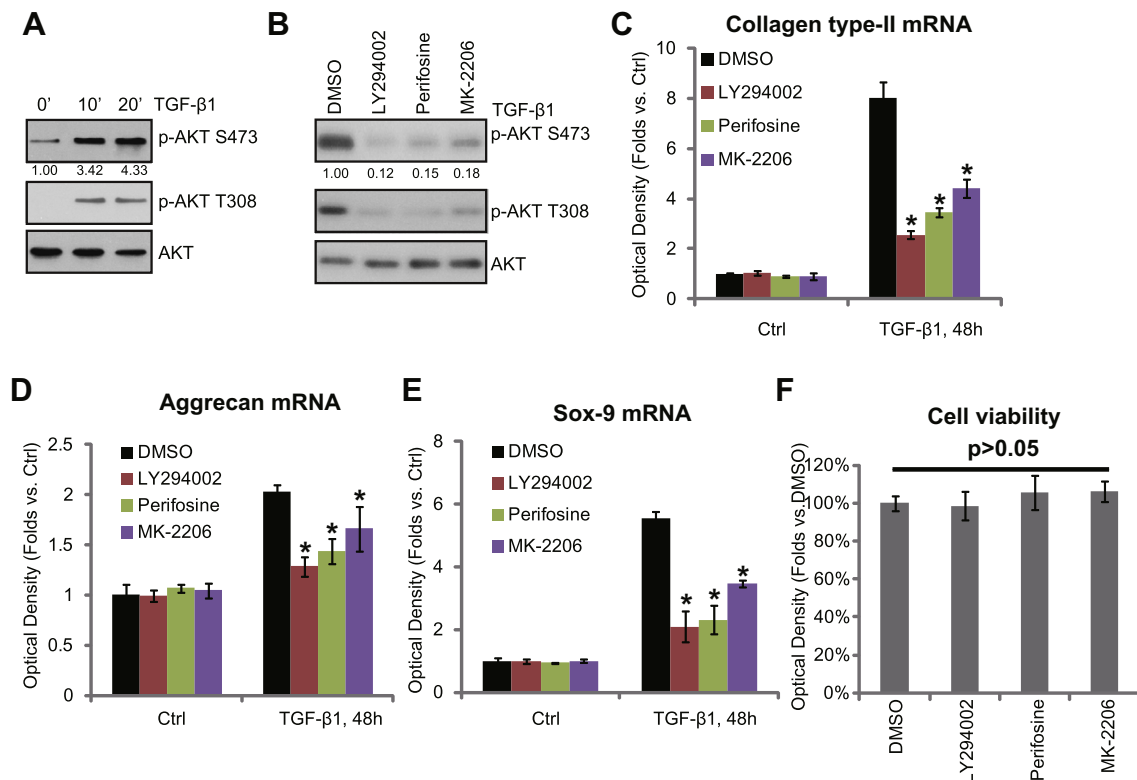 A
0' 10' 20' TGF-β1
p-AKT S473
1.00 3.42 4.33
p-AKT T308
AKT
B
DMSO
LY294002
Perifosine
MK-2206
TGF-β1
p-AKT S473
1.00 0.12 0.15 0.18
p-AKT T308
AKT
C
Collagen type-II mRNA
Optical Density (Folds vs. Ctrl)
10
8
6
4
2
0
DMSO
LY294002
Perifosine
MK-2206
* * *
Ctrl
TGF-β1, 48h
D
Aggrecan mRNA
Optical Density (Folds vs. Ctrl)
2.5
2
1.5
1
0.5
0
DMSO
LY294002
Perifosine
MK-2206
* * *
Ctrl
TGF-β1, 48h
E
Sox-9 mRNA
Optical Density (Folds vs. Ctrl)
8
6
4
2
0
DMSO
LY294002
Perifosine
MK-2206
* * *
Ctrl
TGF-β1, 48h
F
Cell viability
p>0.05
Optical Density (Folds vs.DMSO)
120%
100%
80%
60%
40%
20%
0%
DMSO
LY294002
Perifosine
MK-2206